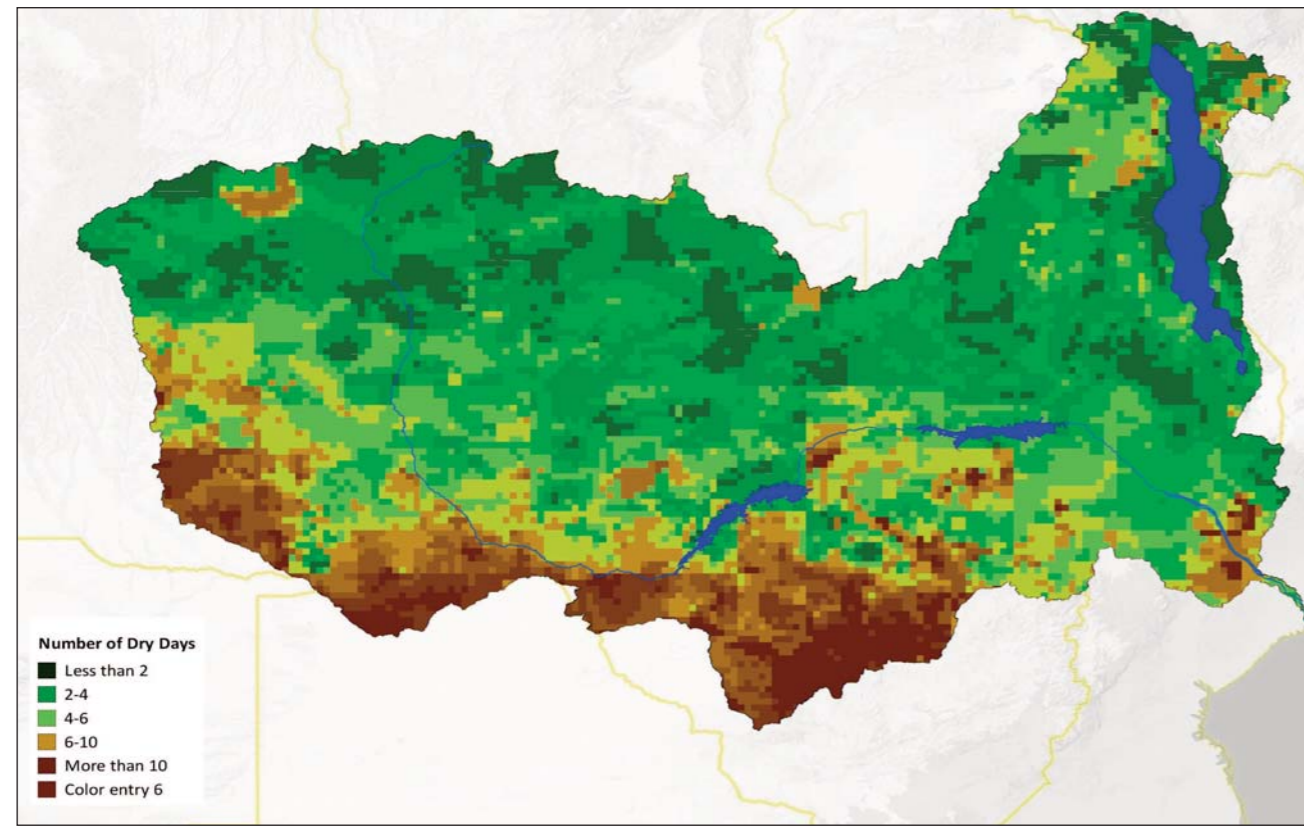 Number of Dry Days
Less than 2
2-4
4-6
6-10
More than 10
Color entry 6